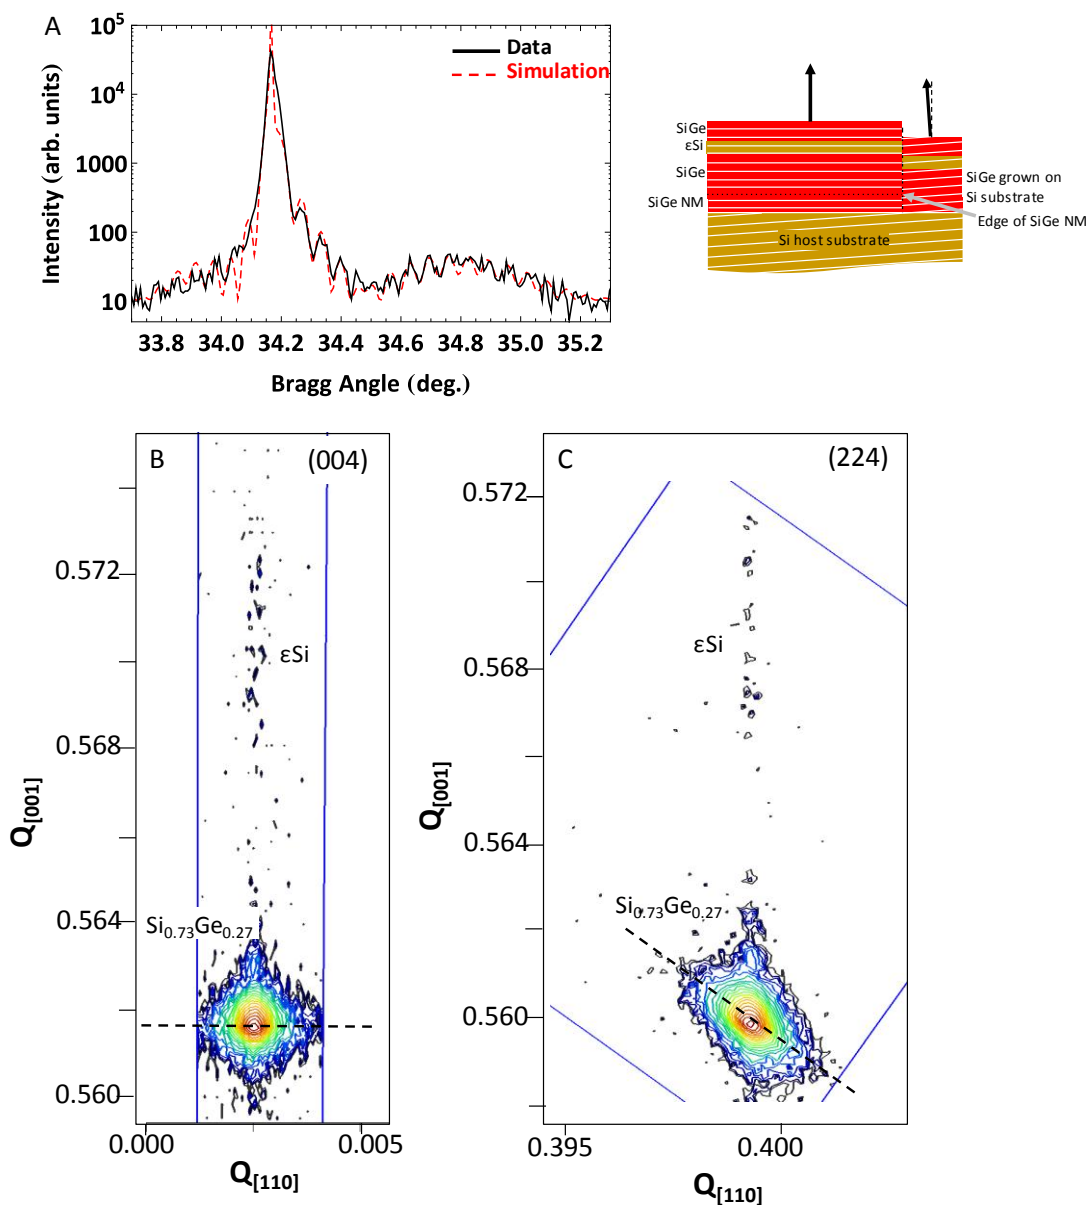 A
Intensity (arb. units)
10⁵
10⁴
1000
100
10
Data
Simulation
33.8 34.0 34.2 34.4 34.6 34.8 35.0 35.2
Bragg Angle (deg.)
SiGe
εSi
SiGe
SiGe NM
SiGe grown on
Si substrate
Edge of SiGe NM
Si host substrate
B
(004)
Q[001]
0.572
0.568
0.564
0.560
εSi
Si0.73Ge0.27
0.000 0.005
Q[110]
C
(224)
Q[001]
0.572
0.568
0.564
0.560
εSi
Si0.73Ge0.27
0.395 0.400
Q[110]